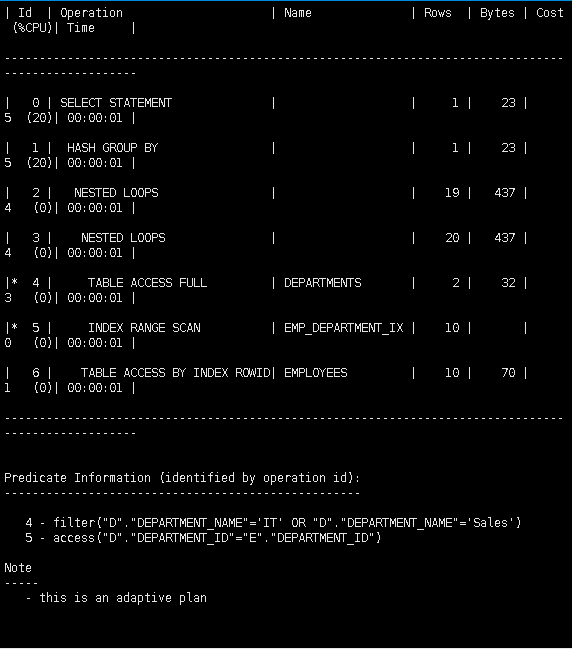 | Id  | Operation                     | Name              | Rows  | Bytes | Cost
 (%CPU)| Time     |
--------------------------------------------------------------------------------
-------------------
|   0 | SELECT STATEMENT              |                   |     1 |    23 |
5  (20)| 00:00:01 |
|   1 |  HASH GROUP BY                |                   |     1 |    23 |
5  (20)| 00:00:01 |
|   2 |   NESTED LOOPS                |                   |    19 |   437 |
4   (0)| 00:00:01 |
|   3 |    NESTED LOOPS               |                   |    20 |   437 |
4   (0)| 00:00:01 |
|*  4 |     TABLE ACCESS FULL         | DEPARTMENTS       |     2 |    32 |
3   (0)| 00:00:01 |
|*  5 |     INDEX RANGE SCAN          | EMP_DEPARTMENT_IX |    10 |       |
0   (0)| 00:00:01 |
|   6 |    TABLE ACCESS BY INDEX ROWID| EMPLOYEES         |    10 |    70 |
1   (0)| 00:00:01 |
--------------------------------------------------------------------------------
-------------------
Predicate Information (identified by operation id):
---------------------------------------------------
   4 - filter("D"."DEPARTMENT_NAME"='IT' OR "D"."DEPARTMENT_NAME"='Sales')
   5 - access("D"."DEPARTMENT_ID"="E"."DEPARTMENT_ID")
Note
-----
   - this is an adaptive plan